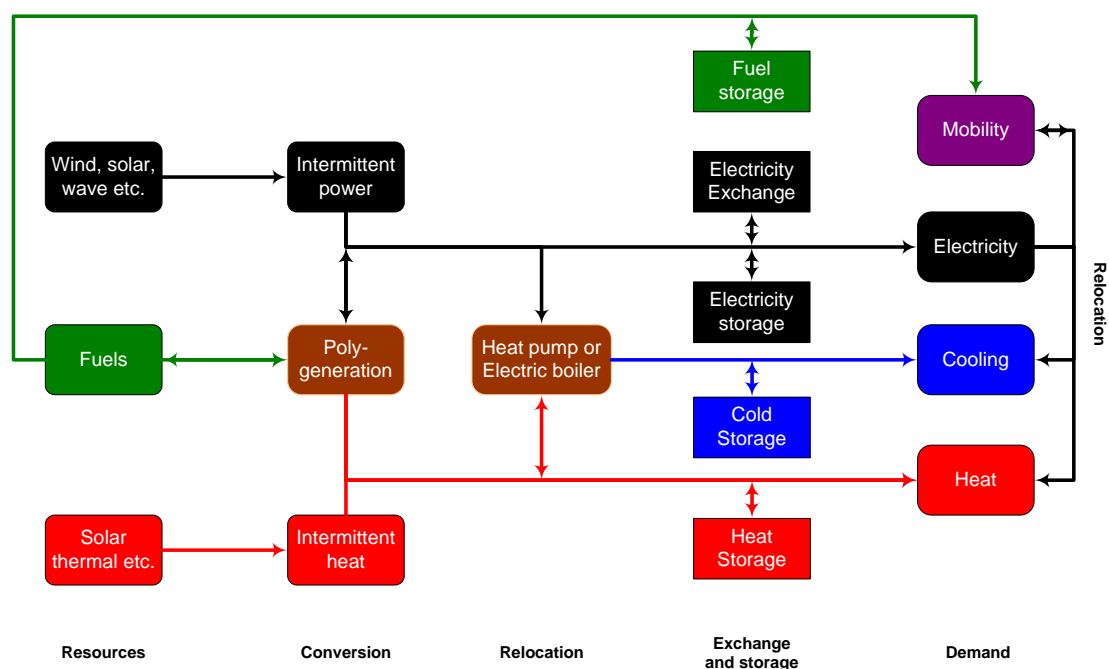 Fuel
storage
Mobility
Wind, solar,
wave etc.
Intermittent
power
Electricity
Exchange
Electricity
Relocation
Electricity
storage
Fuels
Poly-
generation
Heat pump or
Electric boiler
Cooling
Cold
Storage
Heat
Solar
thermal etc.
Intermittent
heat
Heat
Storage
Resources
Conversion
Relocation
Exchange
and storage
Demand